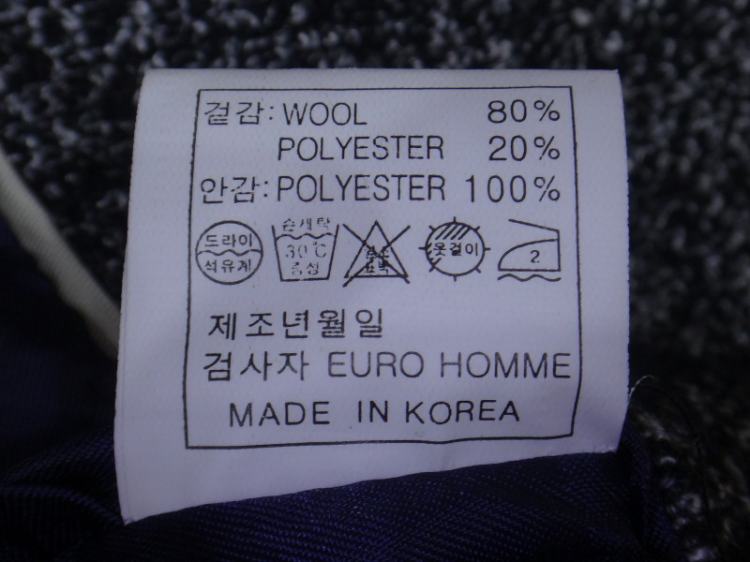 겉감: WOOL 80%
POLYESTER 20%
안감: POLYESTER 100%
드라이 손세탁 30℃ 중성 옷걸이 2
석유계
제조년월일
검사자 EURO HOMME
MADE IN KOREA